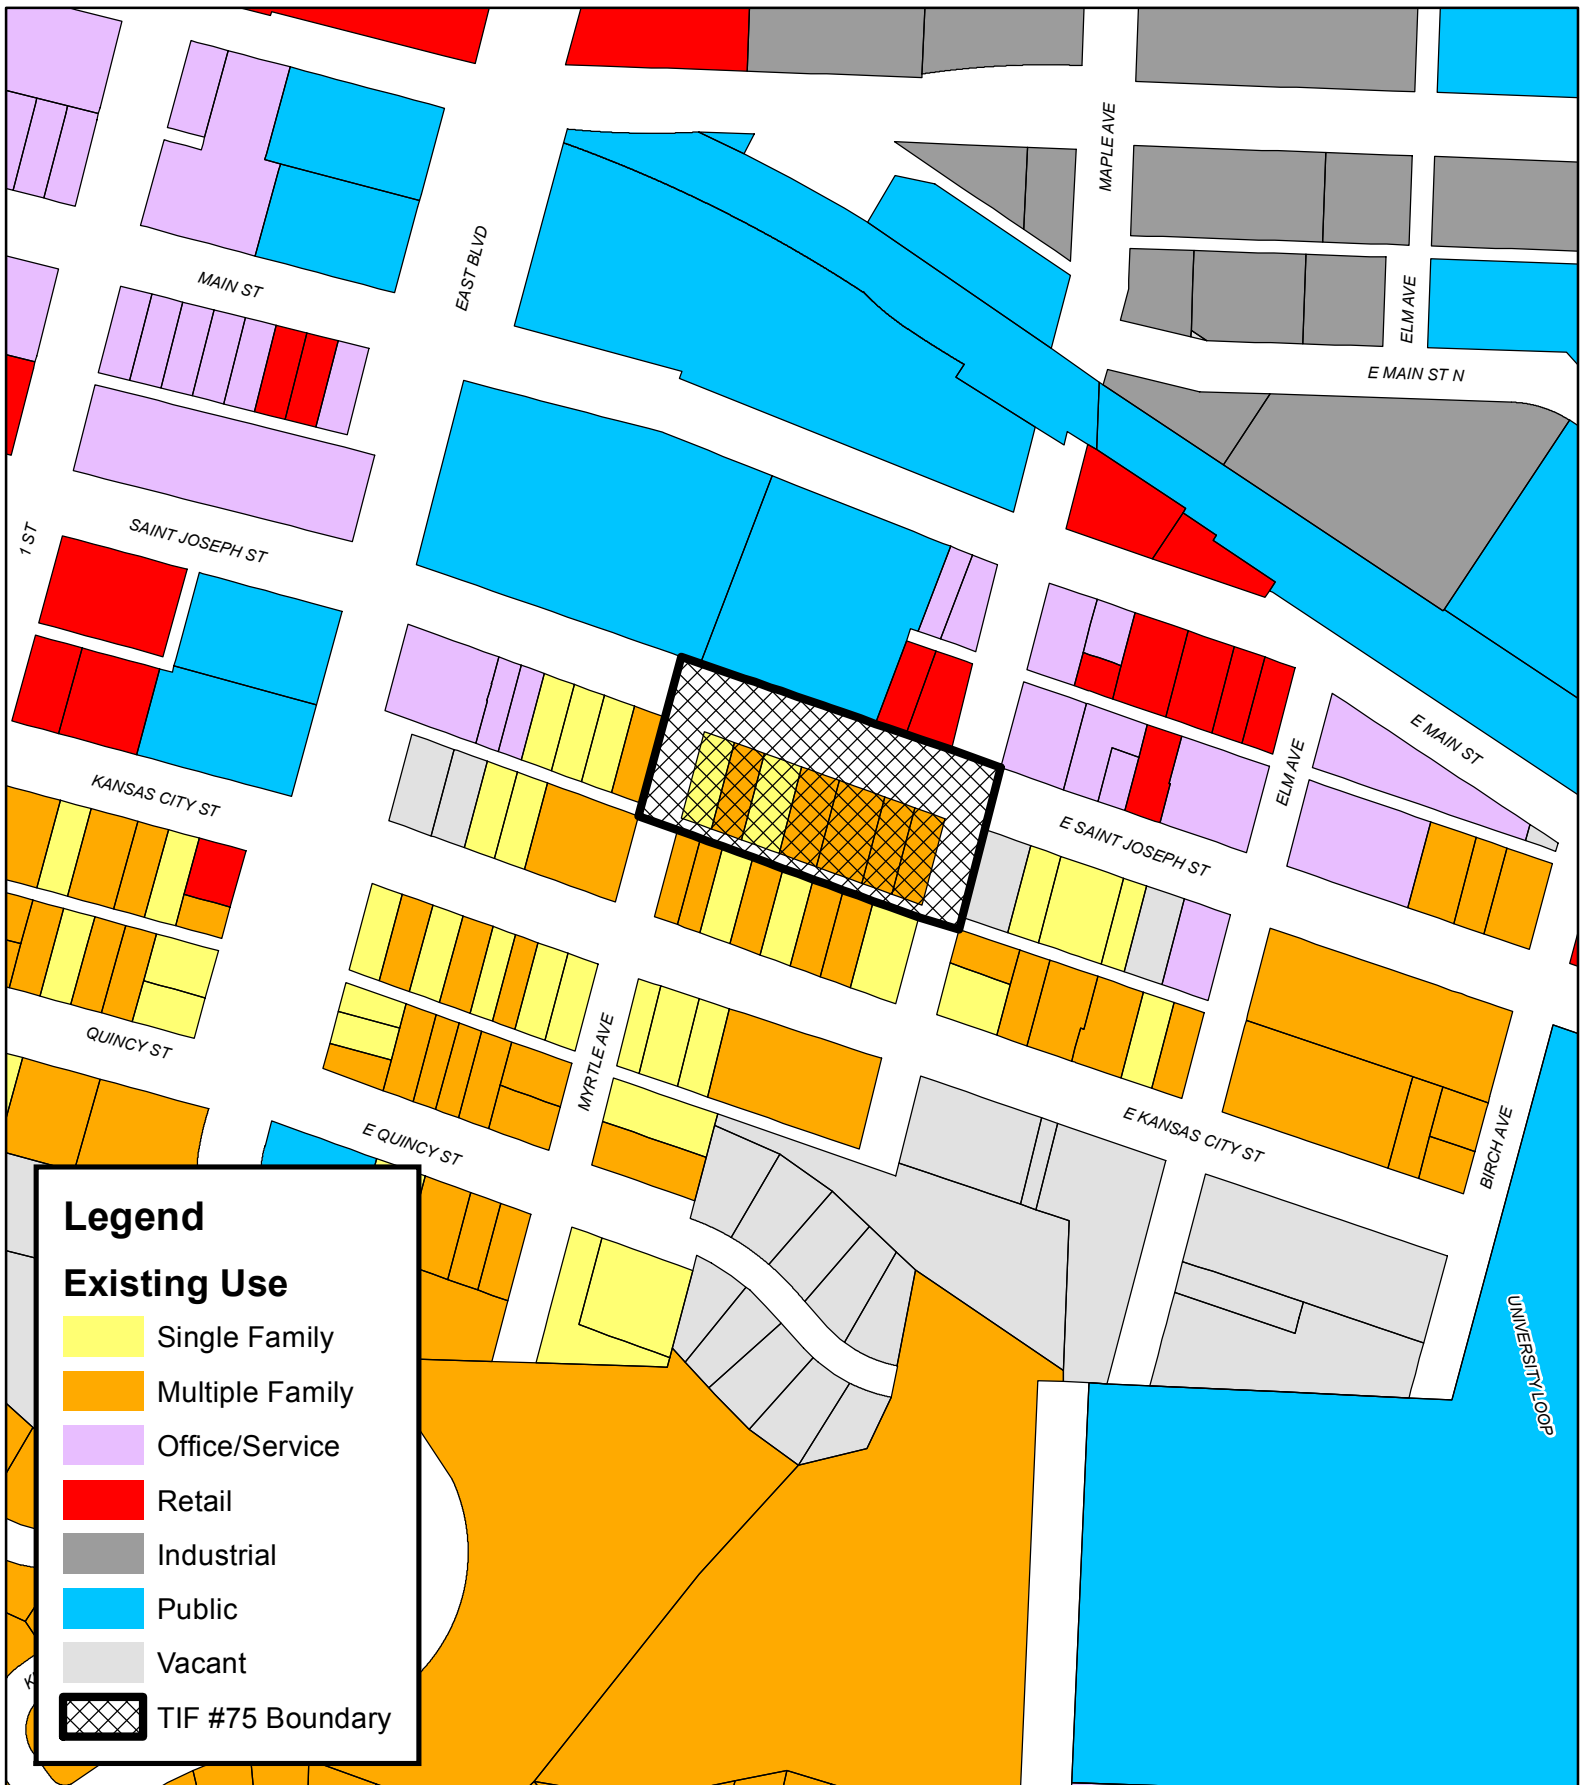 MAPLE AVE
EAST BLVD
MAIN ST
ELM AVE
E MAIN ST N
1 ST
SAINT JOSEPH ST
E MAIN ST
ELM AVE
KANSAS CITY ST
E SAINT JOSEPH ST
QUINCY ST
MYRTLE AVE
E QUINCY ST
E KANSAS CITY ST
BIRCH AVE
UNIVERSITY LOOP
Legend
Existing Use
Single Family
Multiple Family
Office/Service
Retail
Industrial
Public
Vacant
TIF #75 Boundary